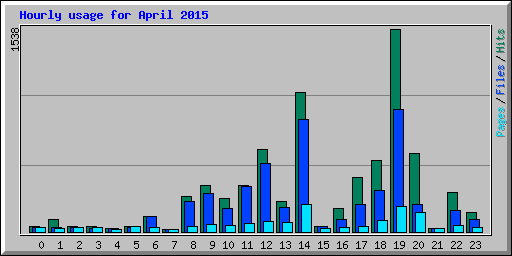 Hourly usage for April 2015
1538
Pages/Files/Hits
0 1 2 3 4 5 6 7 8 9 10 11 12 13 14 15 16 17 18 19 20 21 22 23